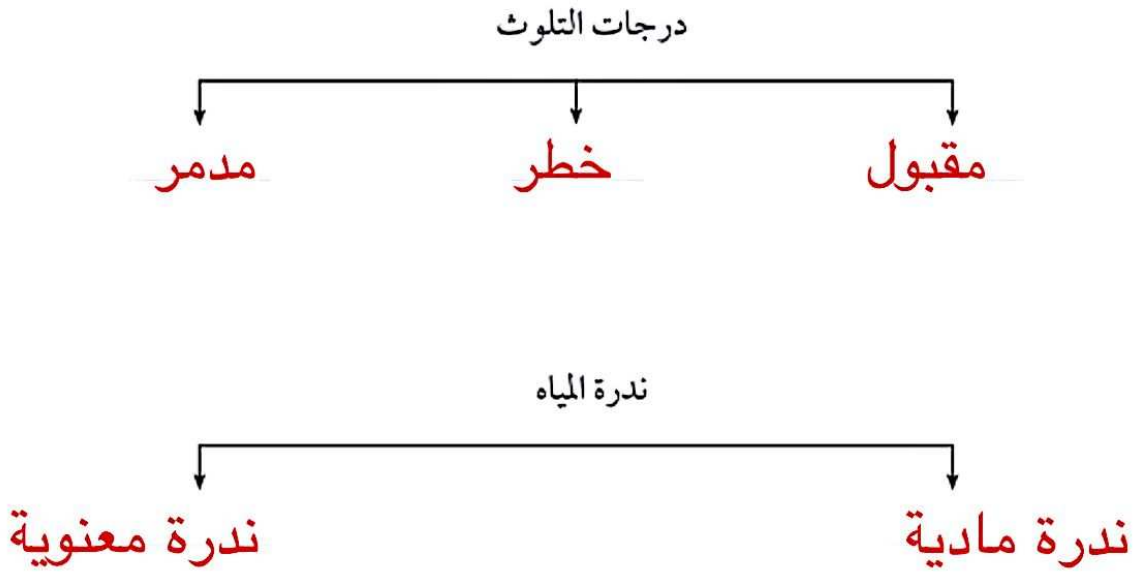 درجات التلوث
مقبول خطر مدمر
ندرة المياه
ندرة مادية ندرة معنوية